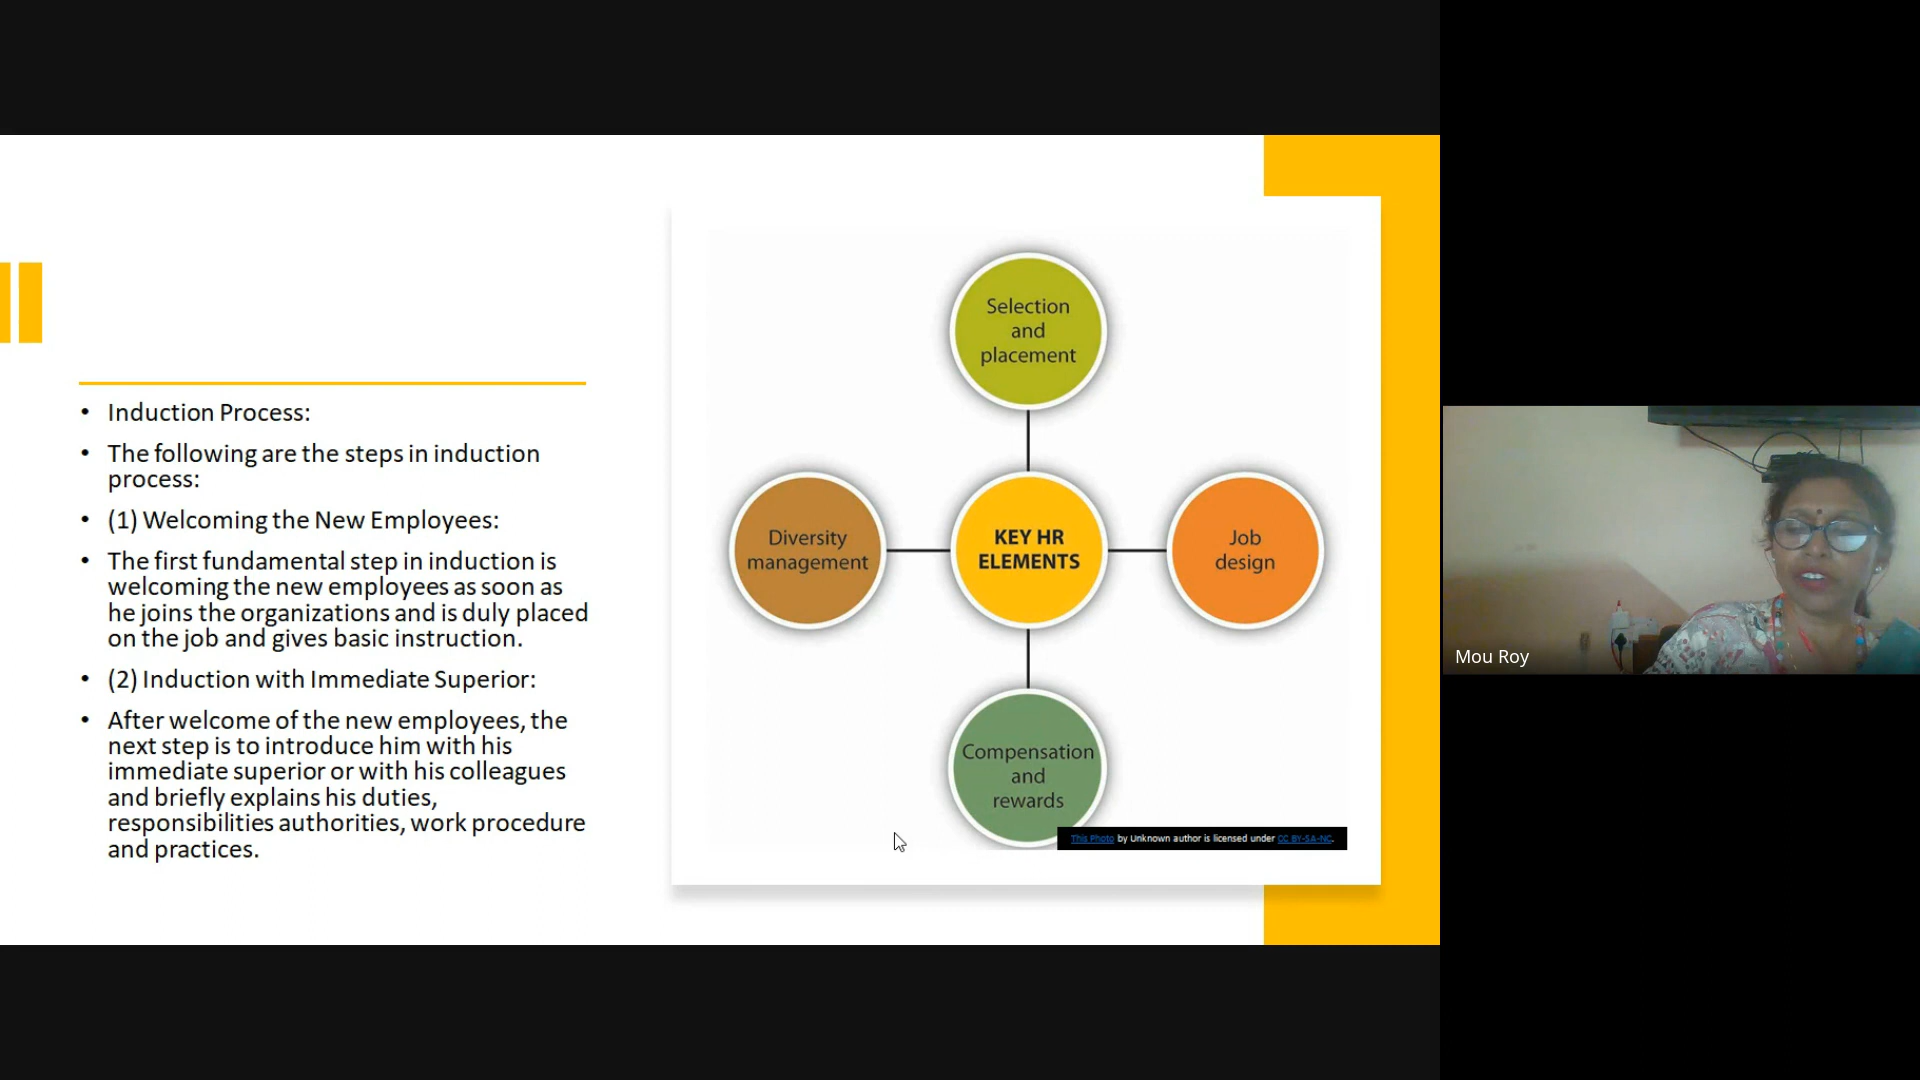 • Induction Process:
• The following are the steps in induction
process:
• (1) Welcoming the New Employees:
• The first fundamental step in induction is
welcoming the new employees as soon as
he joins the organizations and is duly placed
on the job and gives basic instruction.
• (2) Induction with Immediate Superior:
• After welcome of the new employees, the
next step is to introduce him with his
immediate superior or with his colleagues
and briefly explains his duties,
responsibilities authorities, work procedure
and practices.
Selection
and
placement
Diversity
management
KEY HR
ELEMENTS
Job
design
Compensation
and
rewards
This Photo by Unknown author is licensed under CC BY-SA-NC.
Mou Roy